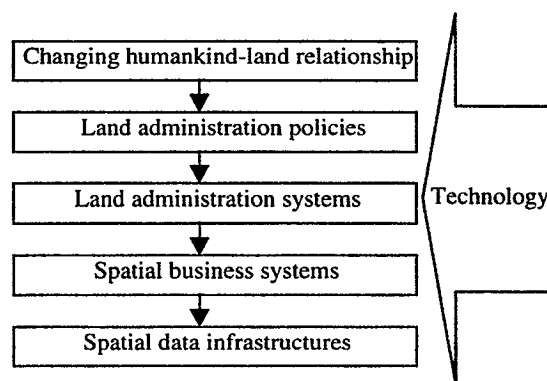 Changing humankind-land relationship
Land administration policies
Land administration systems
Technology
Spatial business systems
Spatial data infrastructures